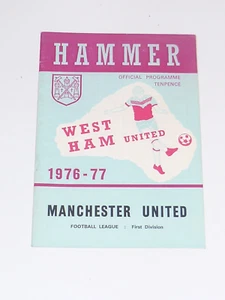 HAMMER
OFFICIAL PROGRAMME
TENPENCE
WEST
HAM UNITED
1976-77
MANCHESTER UNITED
FOOTBALL LEAGUE : First Division